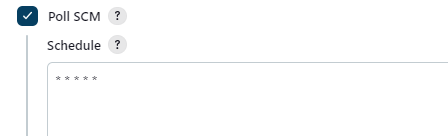 Poll SCM ?
Schedule ?
* * * * *